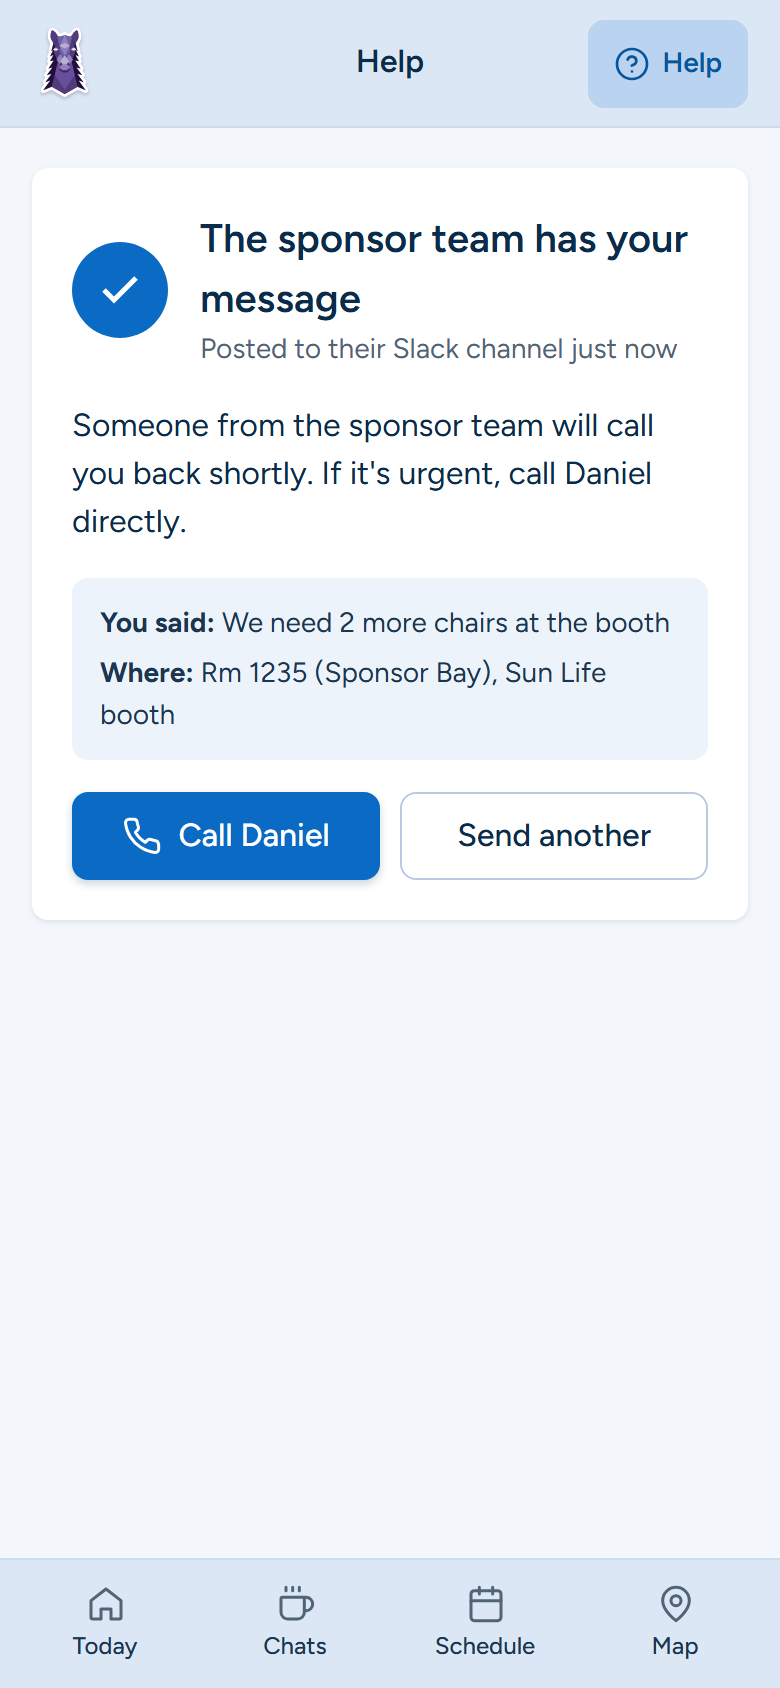 Help
Help
The sponsor team has your
message
Posted to their Slack channel just now
Someone from the sponsor team will call
you back shortly. If it's urgent, call Daniel
directly.
You said: We need 2 more chairs at the booth
Where: Rm 1235 (Sponsor Bay), Sun Life
booth
Call Daniel
Send another
Today
Chats
Schedule
Map